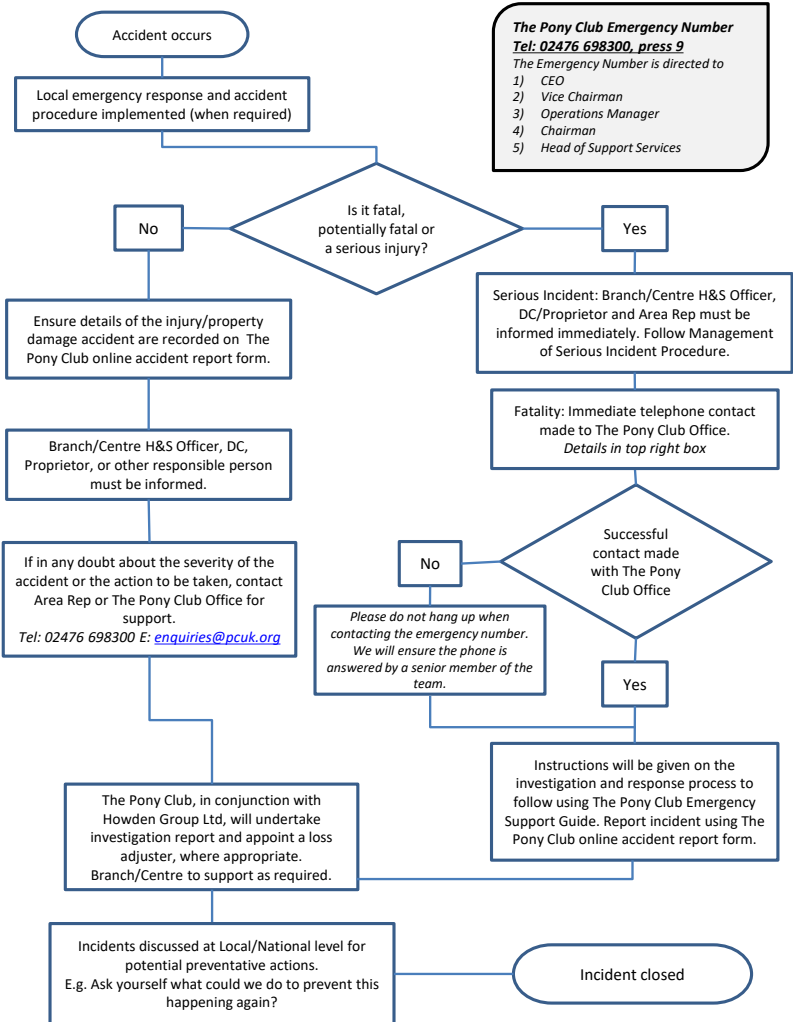 Accident occurs
The Pony Club Emergency Number
Tel: 02476 698300, press 9
The Emergency Number is directed to
1) CEO
2) Vice Chairman
3) Operations Manager
4) Chairman
5) Head of Support Services
Local emergency response and accident
procedure implemented (when required)
Is it fatal,
potentially fatal or
a serious injury?
No
Yes
Ensure details of the injury/property
damage accident are recorded on The
Pony Club online accident report form.
Branch/Centre H&S Officer, DC,
Proprietor, or other responsible person
must be informed.
If in any doubt about the severity of the
accident or the action to be taken, contact
Area Rep or The Pony Club Office for
support.
Tel: 02476 698300 E: enquiries@pcuk.org
Serious Incident: Branch/Centre H&S Officer,
DC/Proprietor and Area Rep must be
informed immediately. Follow Management
of Serious Incident Procedure.
Fatality: Immediate telephone contact
made to The Pony Club Office.
Details in top right box
Successful
contact made
with The Pony
Club Office
No
Please do not hang up when
contacting the emergency number.
We will ensure the phone is
answered by a senior member of the
team.
Yes
Instructions will be given on the
investigation and response process to
follow using The Pony Club Emergency
Support Guide. Report incident using The
Pony Club online accident report form.
The Pony Club, in conjunction with
Howden Group Ltd, will undertake
investigation report and appoint a loss
adjuster, where appropriate.
Branch/Centre to support as required.
Incidents discussed at Local/National level for
potential preventative actions.
E.g. Ask yourself what could we do to prevent this
happening again?
Incident closed